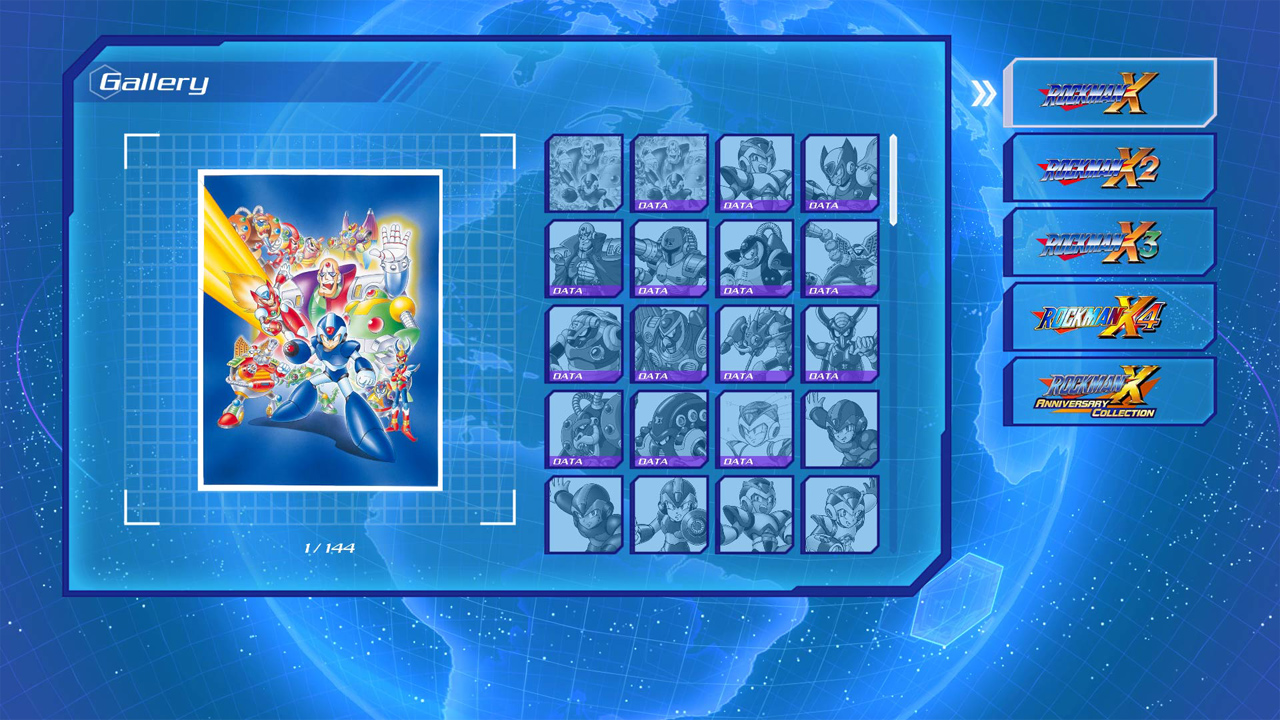 Gallery
DATA DATA DATA
DATA DATA DATA DATA
DATA DATA DATA DATA
DATA DATA DATA
1/144
ROCKMAN X
ROCKMAN X2
ROCKMAN X3
ROCKMAN X4
ROCKMAN X
ANNIVERSARY
COLLECTION